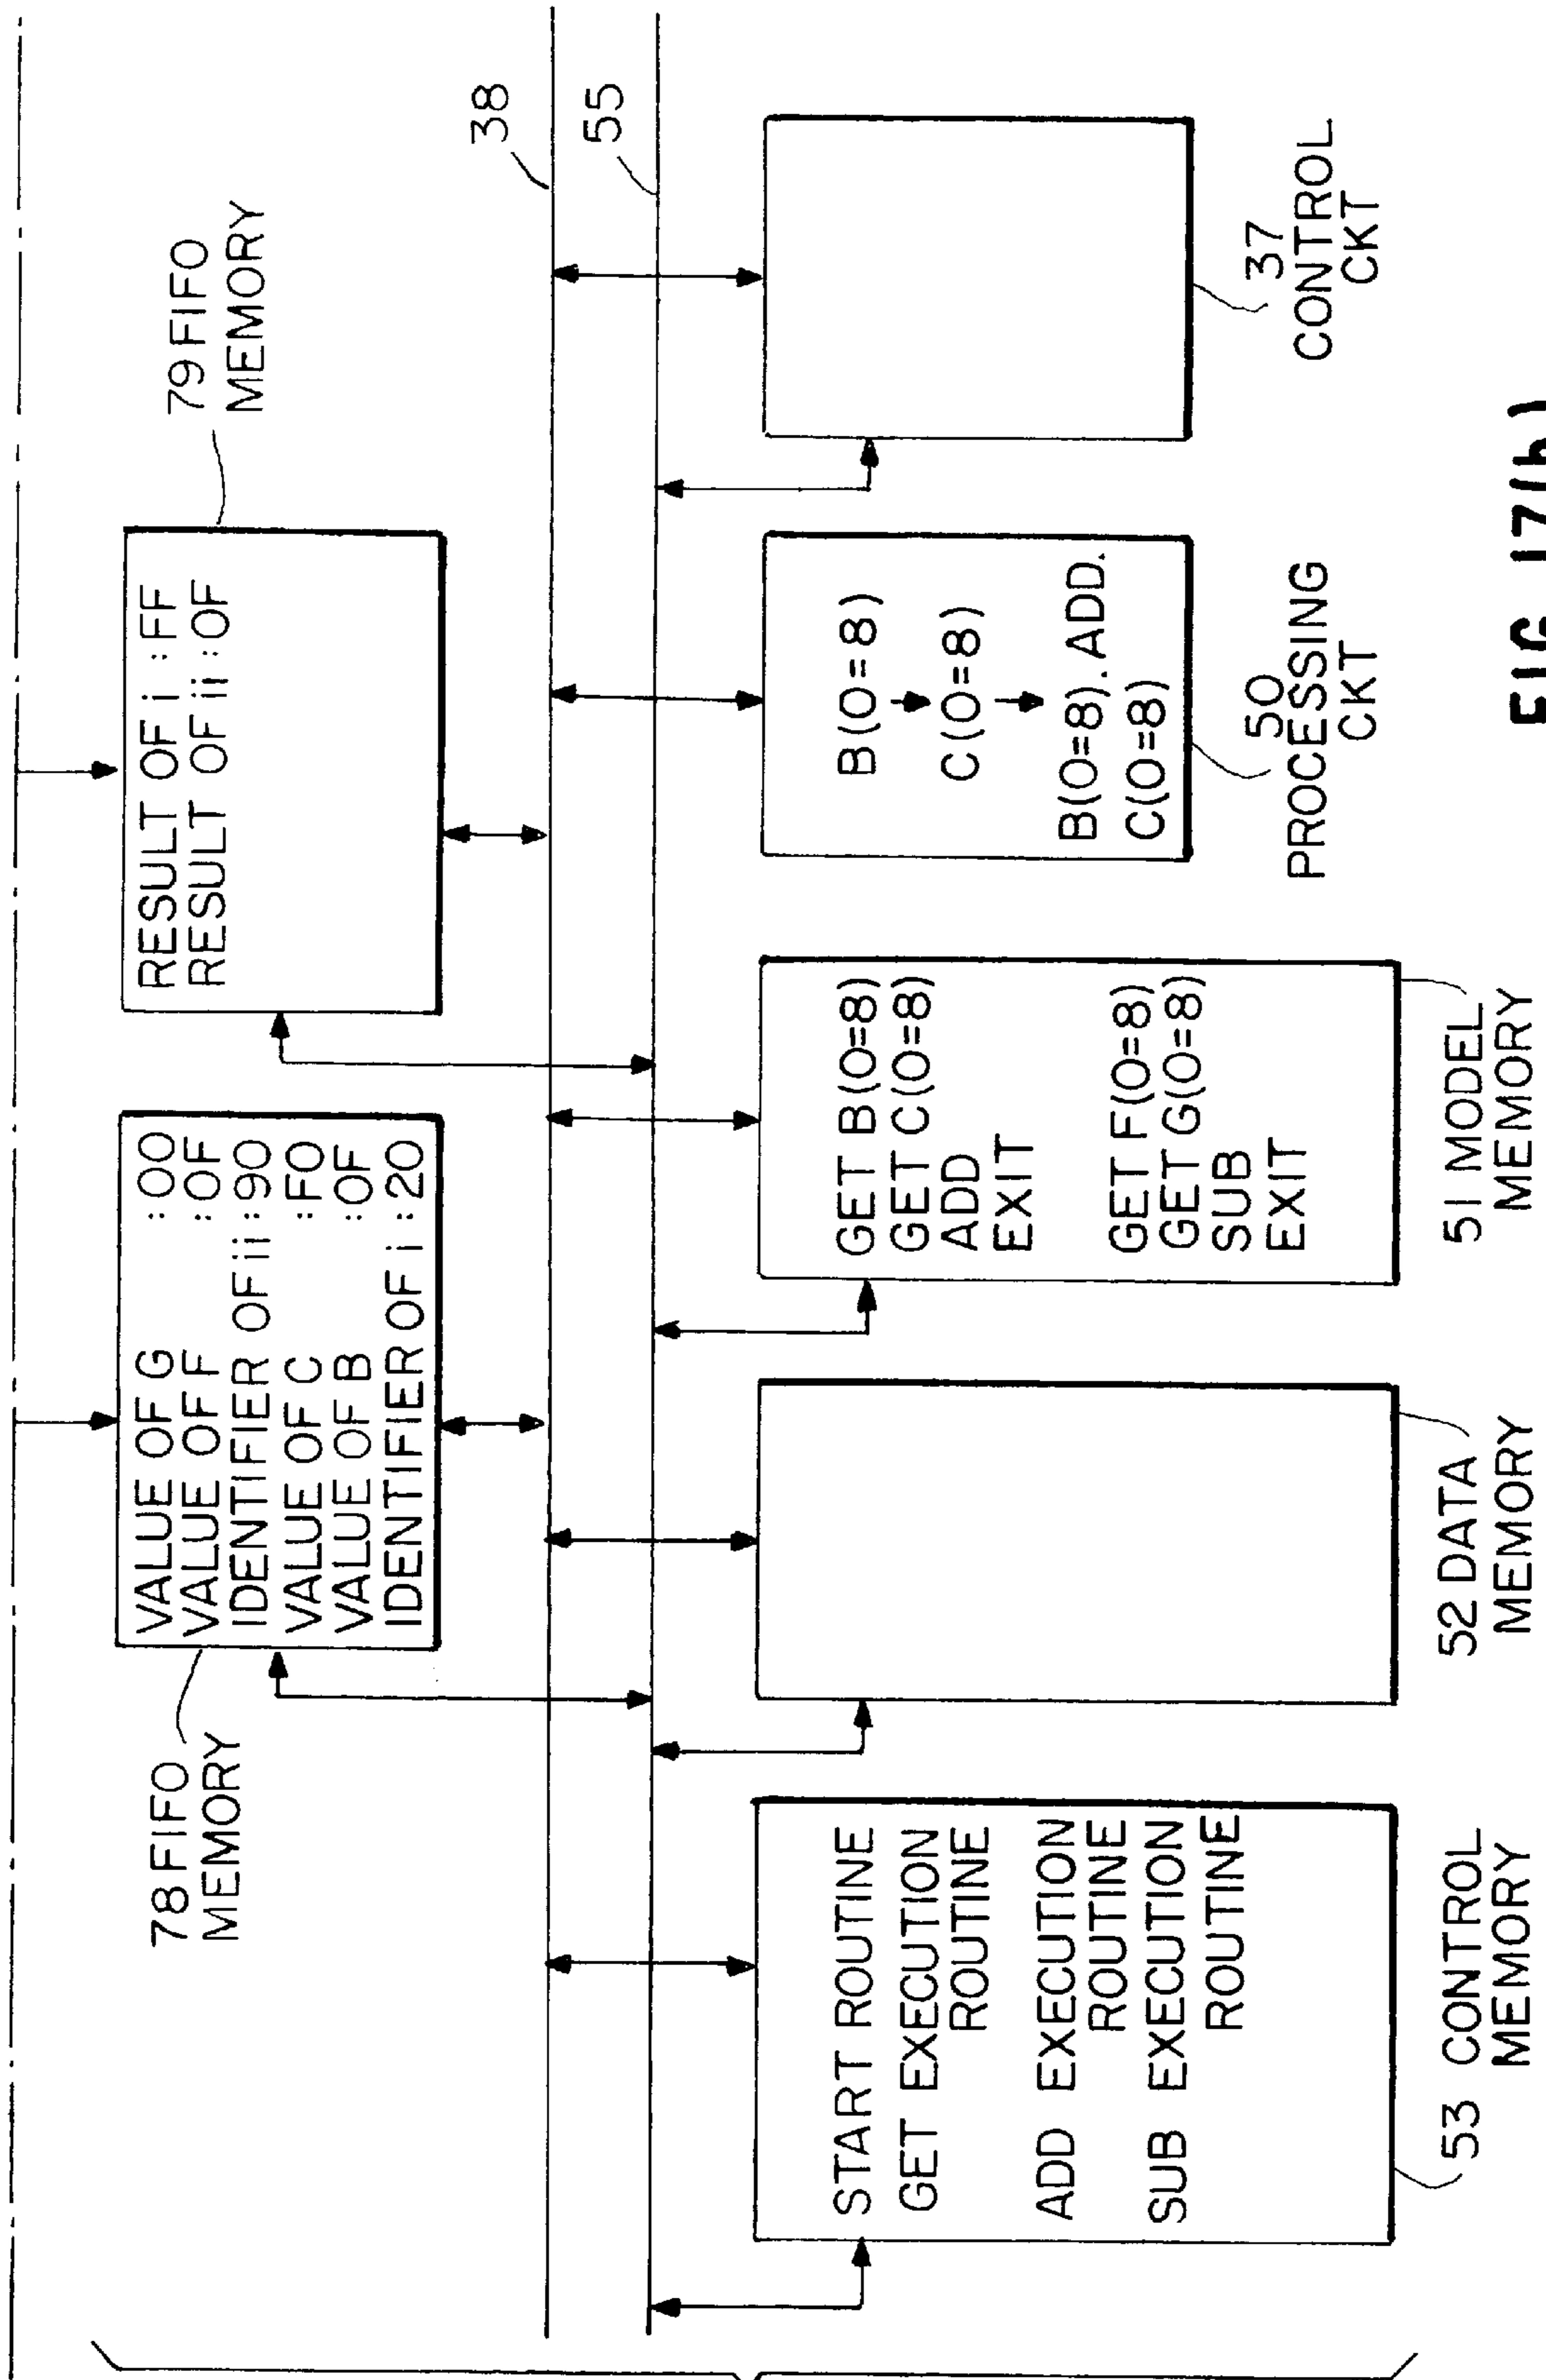 78 FIFO
MEMORY
VALUE OF G :00
VALUE OF F :0F
IDENTIFIER OF ii :90
VALUE OF C :F0
VALUE OF B :0F
IDENTIFIER OF i :20
79 FIFO
MEMORY
RESULT OF i :FF
RESULT OF ii :0F
38
55
START ROUTINE
GET EXECUTION
ROUTINE
ADD EXECUTION
ROUTINE
SUB EXECUTION
ROUTINE
53 CONTROL
MEMORY
52 DATA
MEMORY
GET B(0=8)
GET C(0=8)
ADD
EXIT
GET F(0=8)
GET G(0=8)
SUB
EXIT
51 MODEL
MEMORY
B(0=8)
C(0=8)
B(0=8). ADD.
C(0=8)
50
PROCESSING
CKT
37
CONTROL
CKT
FIG. 17(b)